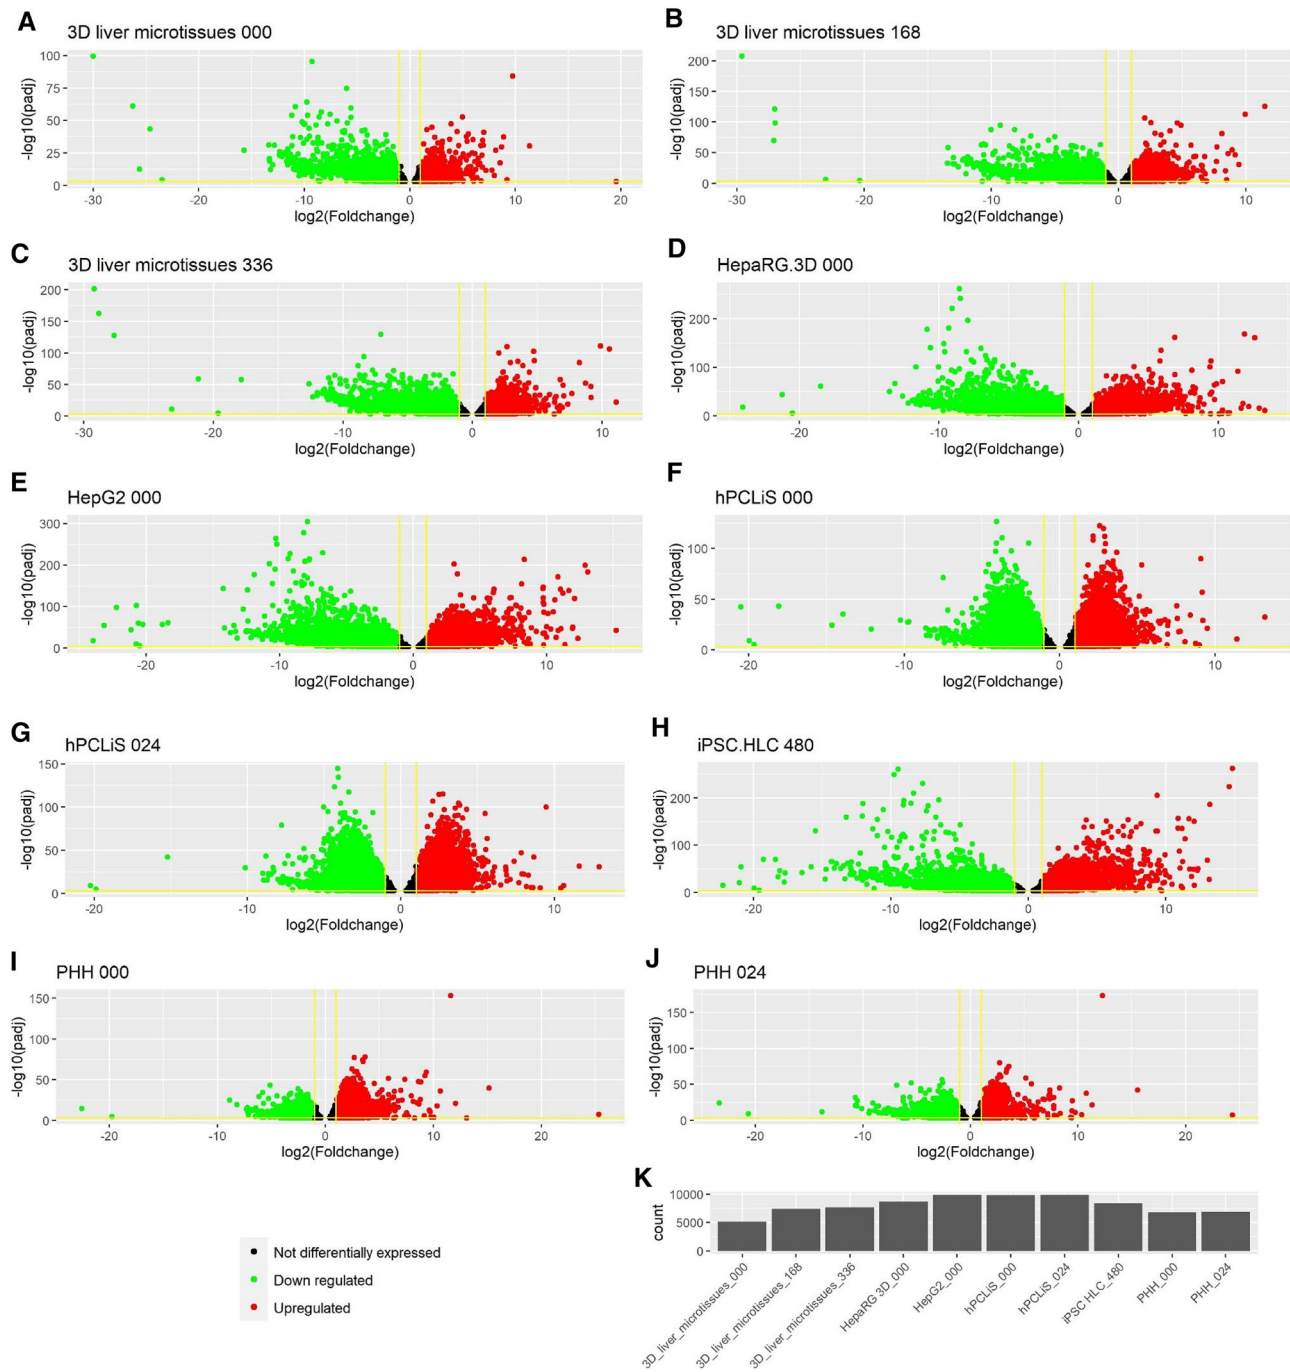 A
3D liver microtissues 000
100
75
50
25
0
-log10(padj)
-30
-20
-10
0
10
20
log2(Foldchange)
B
3D liver microtissues 168
200
150
100
50
0
-log10(padj)
-30
-20
-10
0
10
log2(Foldchange)
C
3D liver microtissues 336
200
150
100
50
0
-log10(padj)
-30
-20
-10
0
10
log2(Foldchange)
D
HepaRG.3D 000
200
100
0
-log10(padj)
-20
-10
0
10
log2(Foldchange)
E
HepG2 000
300
200
100
0
-log10(padj)
-20
-10
0
10
log2(Foldchange)
F
hPCLiS 000
100
50
0
-log10(padj)
-20
-10
0
10
log2(Foldchange)
G
hPCLiS 024
150
100
50
0
-log10(padj)
-20
-10
0
10
log2(Foldchange)
H
iPSC.HLC 480
200
100
0
-log10(padj)
-20
-10
0
10
log2(Foldchange)
I
PHH 000
150
100
50
0
-log10(padj)
-20
-10
0
10
20
log2(Foldchange)
J
PHH 024
150
100
50
0
-log10(padj)
-20
-10
0
10
20
log2(Foldchange)
K
10000
5000
0
count
3D_liver_microtissues_000
3D_liver_microtissues_168
3D_liver_microtissues_336
HepaRG 3D_000
HepG2_000
hPCLiS_000
hPCLiS_024
iPSC HLC_480
PHH_000
PHH_024
Not differentially expressed
Down regulated
Upregulated